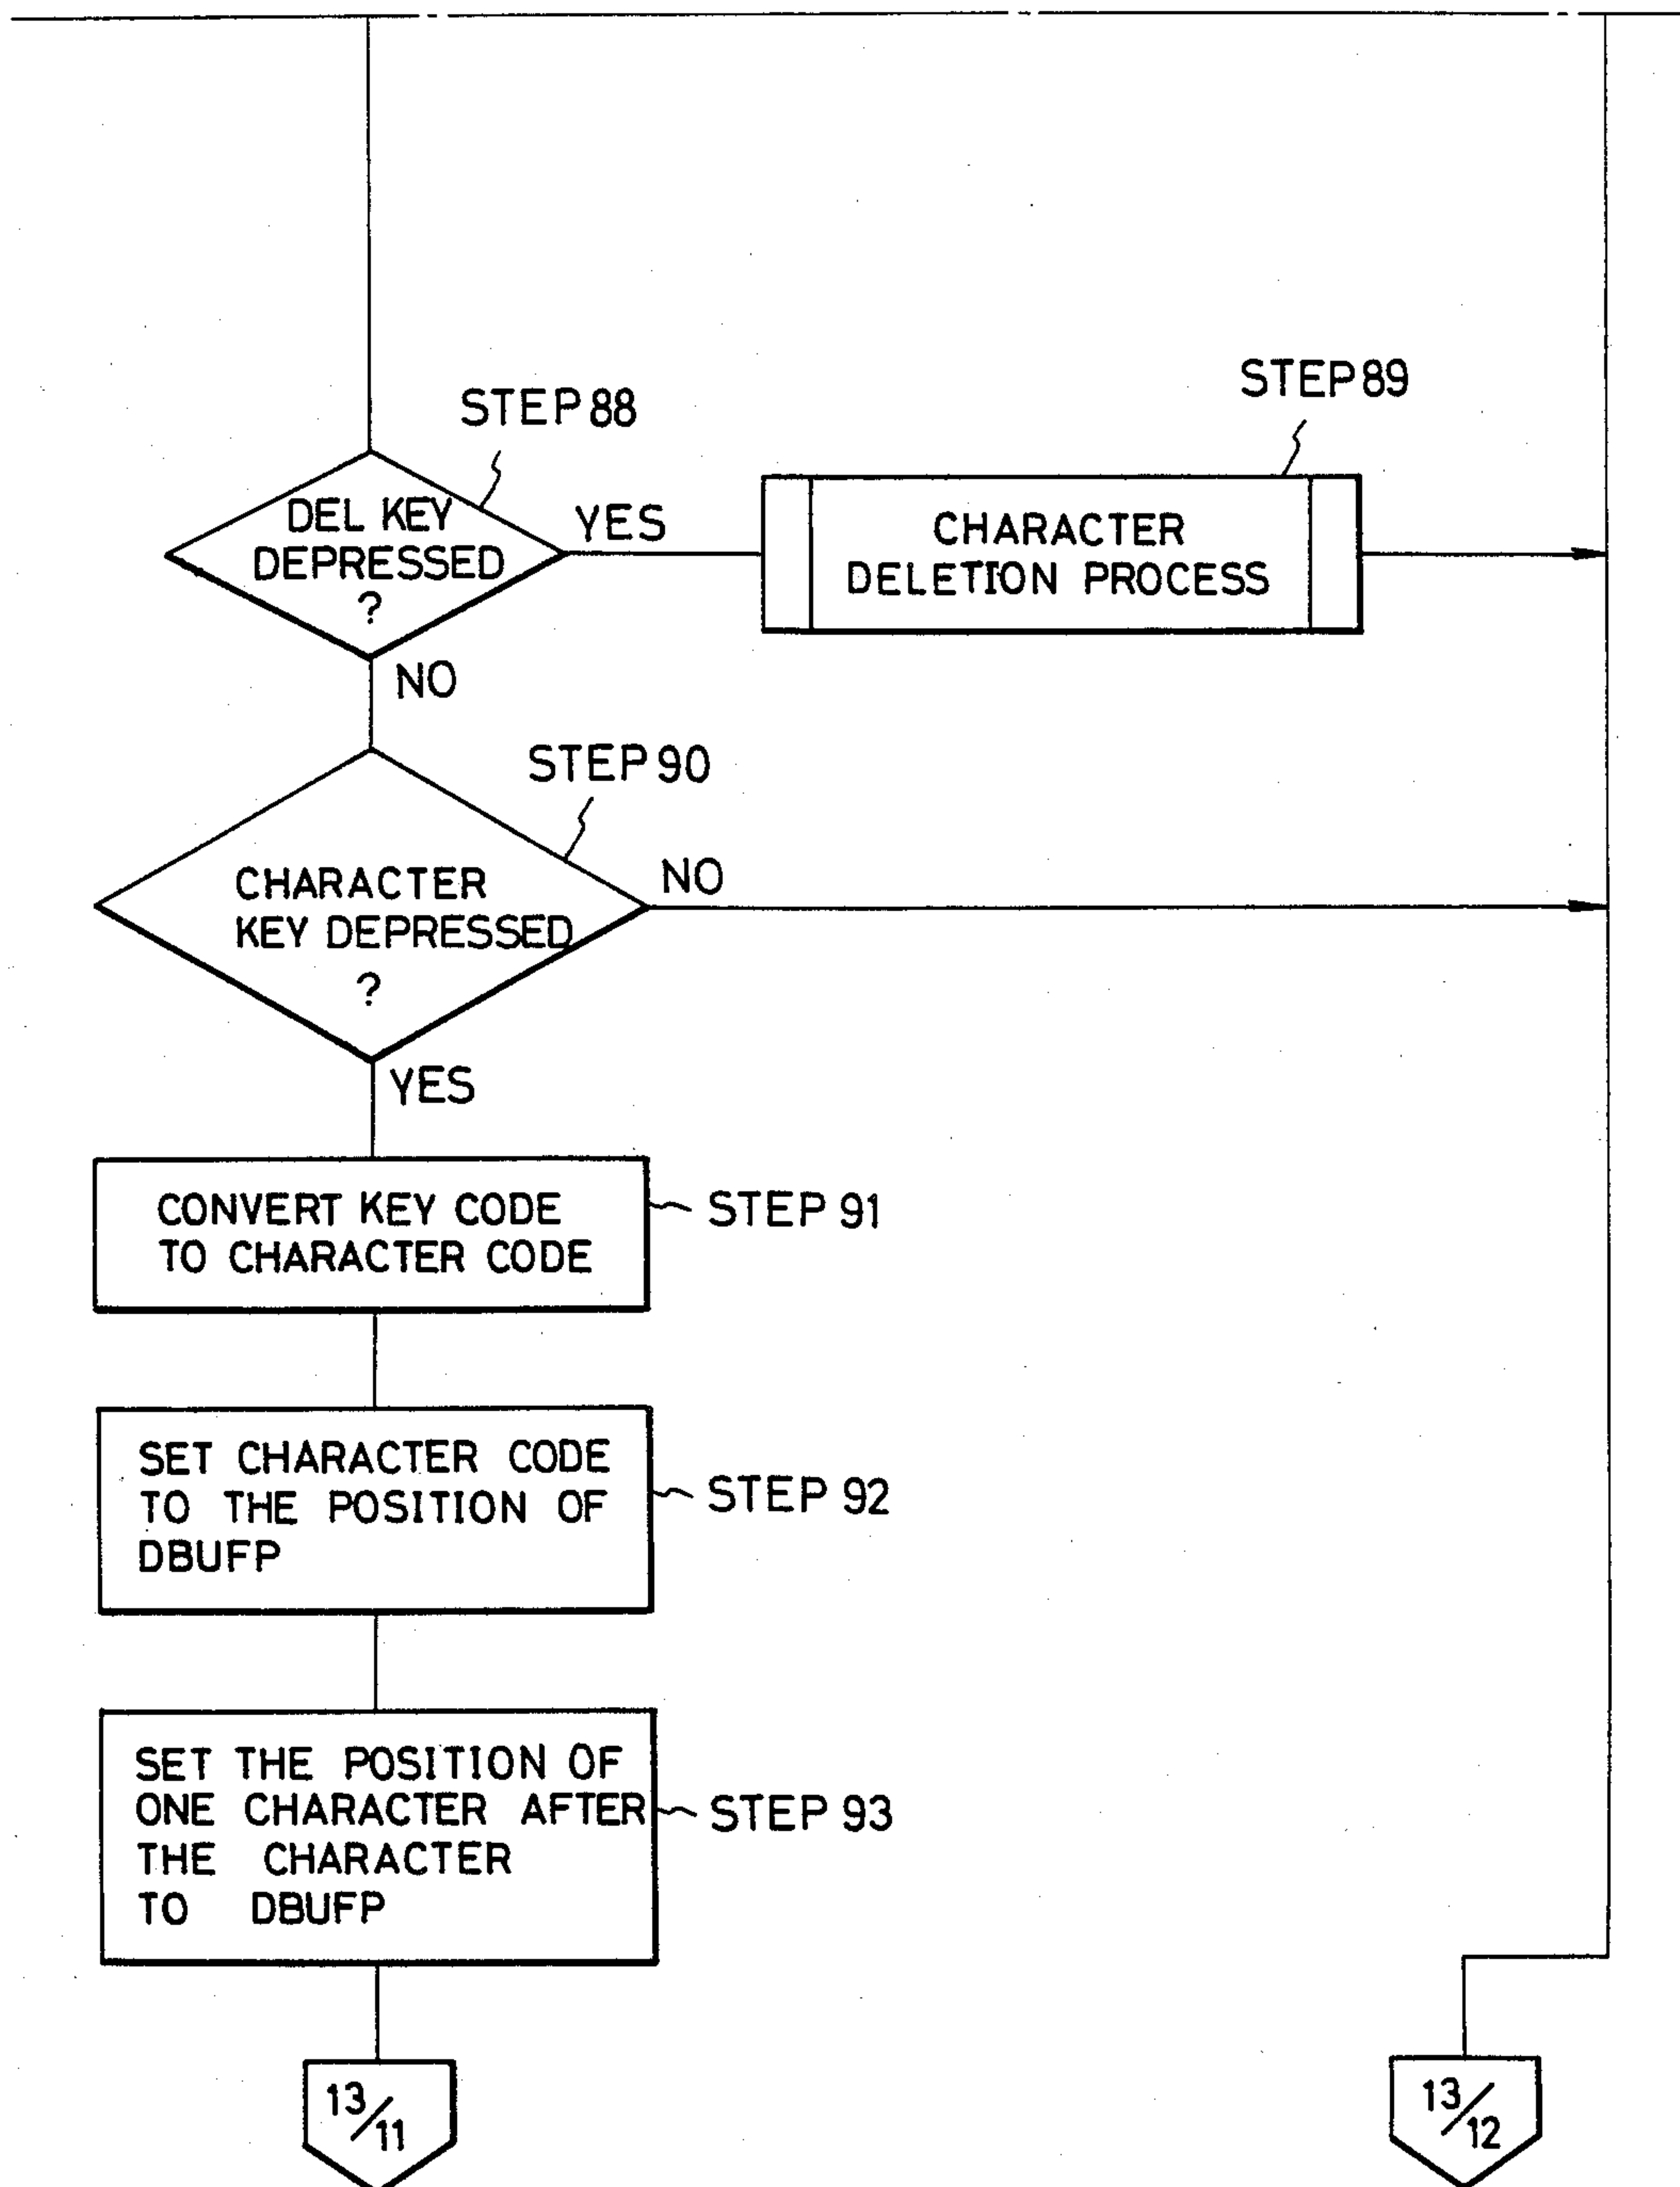 STEP 88
DEL KEY
DEPRESSED
?
YES
STEP 89
CHARACTER
DELETION PROCESS
NO
STEP 90
CHARACTER
KEY DEPRESSED
?
NO
YES
CONVERT KEY CODE
TO CHARACTER CODE
STEP 91
SET CHARACTER CODE
TO THE POSITION OF
DBUFP
STEP 92
SET THE POSITION OF
ONE CHARACTER AFTER
THE CHARACTER
TO DBUFP
STEP 93
13/11
13/12